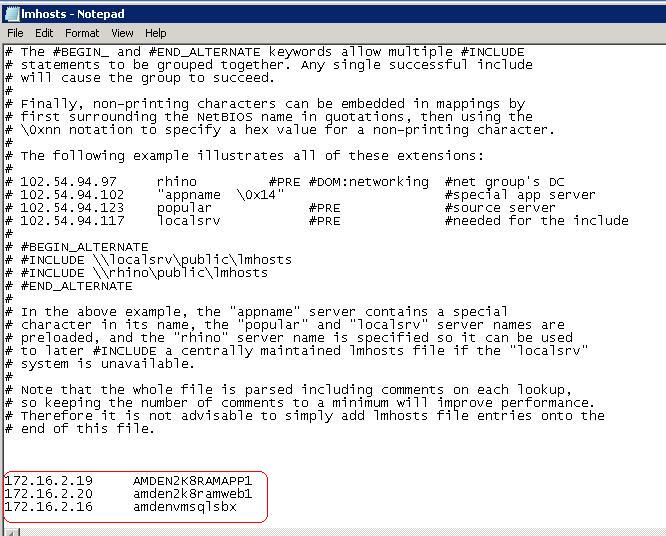 lmhosts - Notepad
File Edit Format View Help
# The #BEGIN_ and #END_ALTERNATE keywords allow multiple #INCLUDE
# statements to be grouped together. Any single successful include
# will cause the group to succeed.
#
# Finally, non-printing characters can be embedded in mappings by
# first surrounding the NetBIOS name in quotations, then using the
# \0xnn notation to specify a hex value for a non-printing character.
#
# The following example illustrates all of these extensions:
#
# 102.54.94.97     rhino         #PRE #DOM:networking  #net group's DC
# 102.54.94.102    "appname  \0x14"                    #special app server
# 102.54.94.123    popular            #PRE             #source server
# 102.54.94.117    localsrv           #PRE             #needed for the include
#
# #BEGIN_ALTERNATE
# #INCLUDE \\localsrv\public\lmhosts
# #INCLUDE \\rhino\public\lmhosts
# #END_ALTERNATE
#
# In the above example, the "appname" server contains a special
# character in its name, the "popular" and "localsrv" server names are
# preloaded, and the "rhino" server name is specified so it can be used
# to later #INCLUDE a centrally maintained lmhosts file if the "localsrv"
# system is unavailable.
#
# Note that the whole file is parsed including comments on each lookup,
# so keeping the number of comments to a minimum will improve performance.
# Therefore it is not advisable to simply add lmhosts file entries onto the
# end of this file.
172.16.2.19     AMDEN2K8RAMAPP1
172.16.2.20     amden2k8ramweb1
172.16.2.16     amdenvmsqlsbx